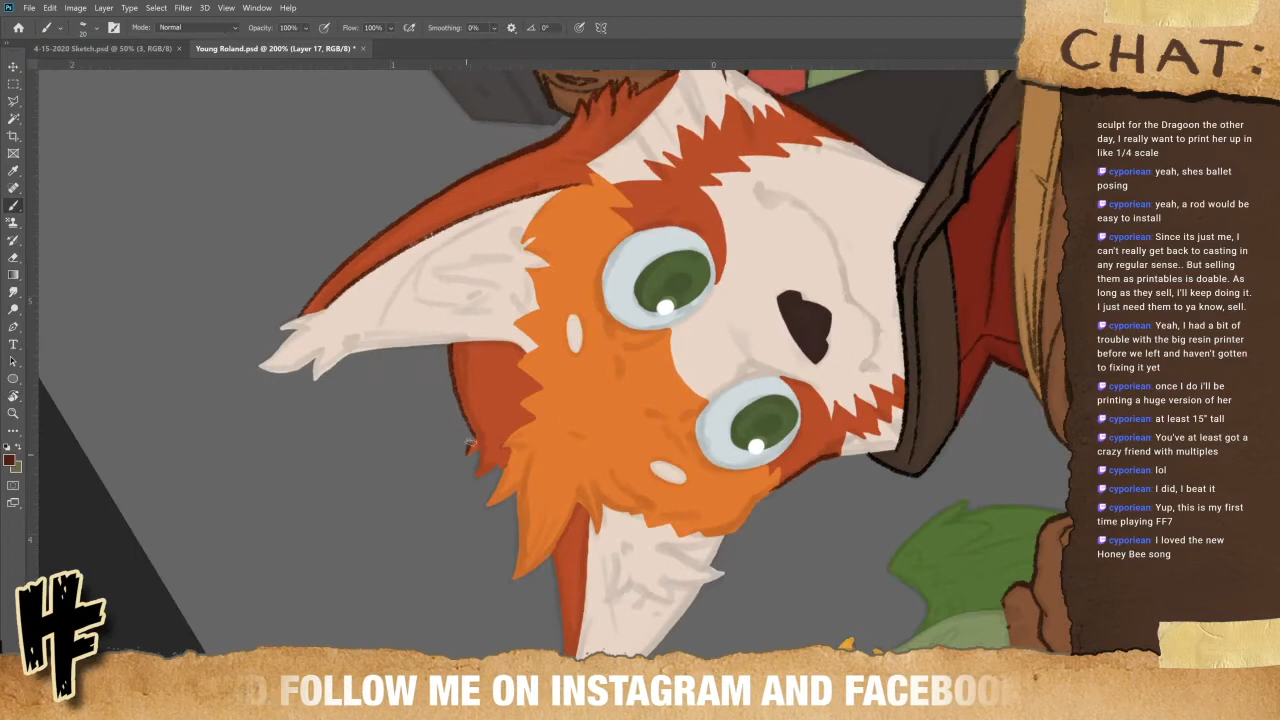 File Edit Image Layer Type Select Filter 3D View Window Help
20 Mode: Normal Opacity: 100% Flow: 100% Smoothing: 0% 0°
4-15-2020 Sketch.psd @ 50% (3, RGB/8) × Young Roland.psd @ 200% (Layer 17, RGB/8) * ×
2 1 0
5
4
CHAT:
sculpt for the Dragoon the other
day, I really want to print her up in
like 1/4 scale
cyporiean: yeah, shes ballet
posing
cyporiean: yeah, a rod would be
easy to install
cyporiean: Since its just me, I
can't really get back to casting in
any regular sense.. But selling
them as printables is doable. As
long as they sell, I'll keep doing it.
I just need them to ya know, sell.
cyporiean: Yeah, I had a bit of
trouble with the big resin printer
before we left and haven't gotten
to fixing it yet
cyporiean: once I do i'll be
printing a huge version of her
cyporiean: at least 15" tall
cyporiean: You've at least got a
crazy friend with multiples
cyporiean: lol
cyporiean: I did, I beat it
cyporiean: Yup, this is my first
time playing FF7
cyporiean: I loved the new
Honey Bee song
HF
FOLLOW ME ON INSTAGRAM AND FACEBOOK